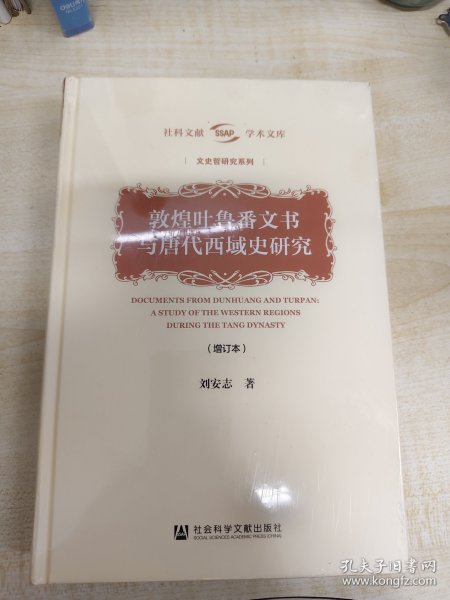 社科文献 SSAP 学术文库
文史哲研究系列
敦煌吐鲁番文书
与唐代西域史研究
DOCUMENTS FROM DUNHUANG AND TURPAN:
A STUDY OF THE WESTERN REGIONS
DURING THE TANG DYNASTY
（增订本）
刘安志 著
社会科学文献出版社
SOCIAL SCIENCES ACADEMIC PRESS (CHINA)
孔夫子旧书网
www.kongfz.com